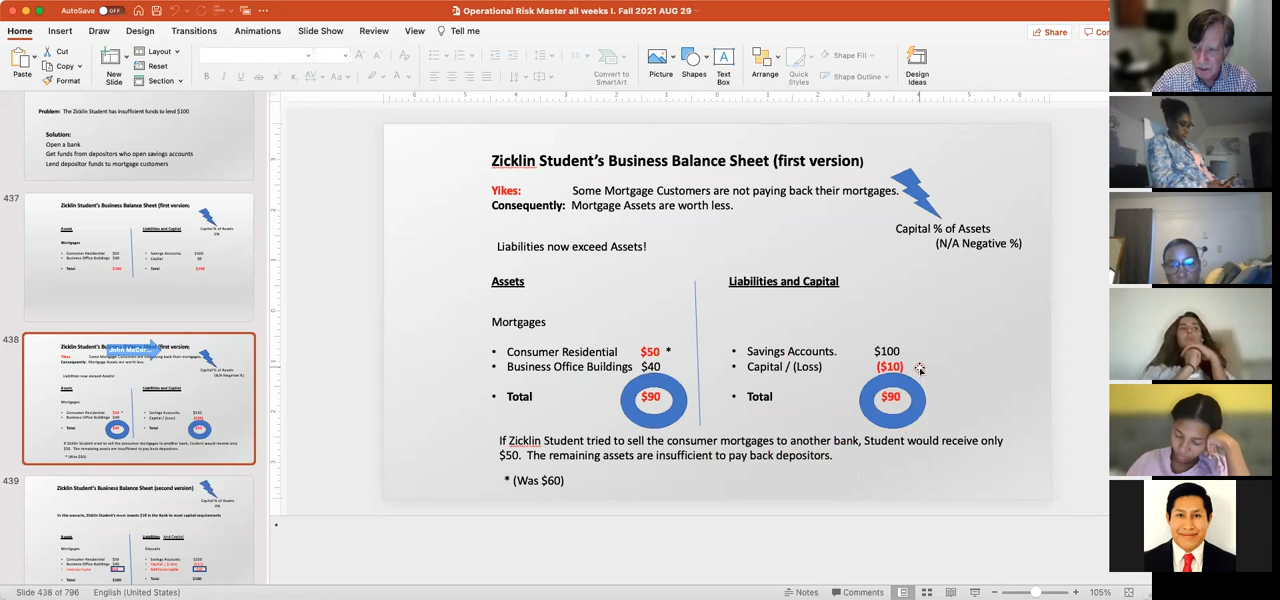 AutoSave OFF
Operational Risk Master all weeks I. Fall 2021 AUG 29
Home Insert Draw Design Transitions Animations Slide Show Review View Tell me
Share
Paste
Cut
Copy
Format
New Slide
Layout
Reset
Section
Convert to SmartArt
Picture
Shapes
Text Box
Arrange
Quick Styles
Shape Fill
Shape Outline
Design Ideas
Problem: The Zicklin Student has insufficient funds to lend $100
Solution:
Open a bank
Get funds from depositors who open savings accounts
Lend depositor funds to mortgage customers
437
438
439
Zicklin Student's Business Balance Sheet (first version)
Yikes: Some Mortgage Customers are not paying back their mortgages.
Consequently: Mortgage Assets are worth less.
Capital % of Assets
(N/A Negative %)
Liabilities now exceed Assets!
Assets Liabilities and Capital
Mortgages
• Consumer Residential $50 * • Savings Accounts. $100
• Business Office Buildings $40 • Capital / (Loss) ($10)
• Total $90 • Total $90
If Zicklin Student tried to sell the consumer mortgages to another bank, Student would receive only
$50. The remaining assets are insufficient to pay back depositors.
* (Was $60)
Slide 438 of 796 English (United States) Notes Comments 105%